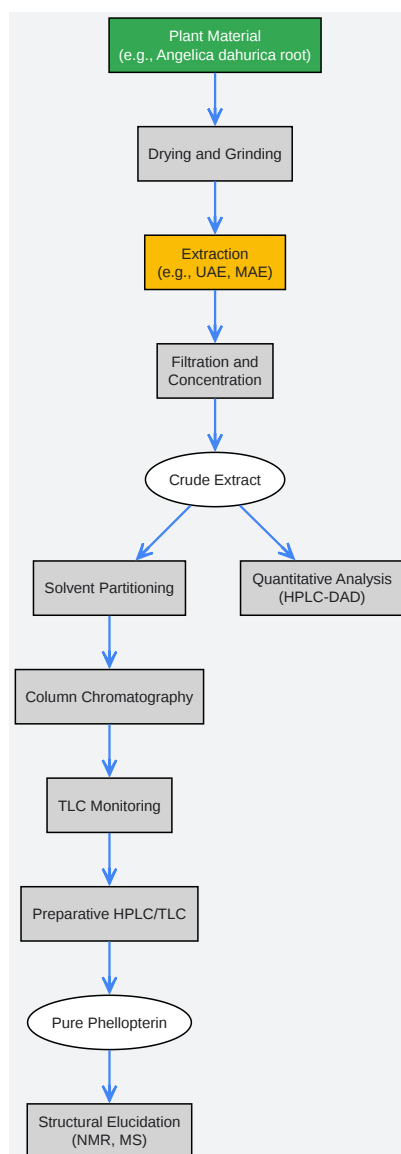 Plant Material
(e.g., Angelica dahurica root)
Drying and Grinding
Extraction
(e.g., UAE, MAE)
Filtration and
Concentration
Crude Extract
Solvent Partitioning
Quantitative Analysis
(HPLC-DAD)
Column Chromatography
TLC Monitoring
Preparative HPLC/TLC
Pure Phellopterin
Structural Elucidation
(NMR, MS)